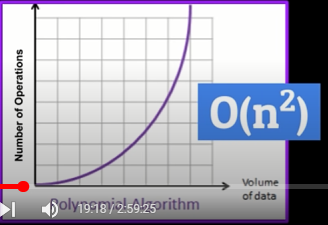 Number of Operations
O(n²)
Volume
of data
Polynomial Algorithm
19:18 / 2:59:25